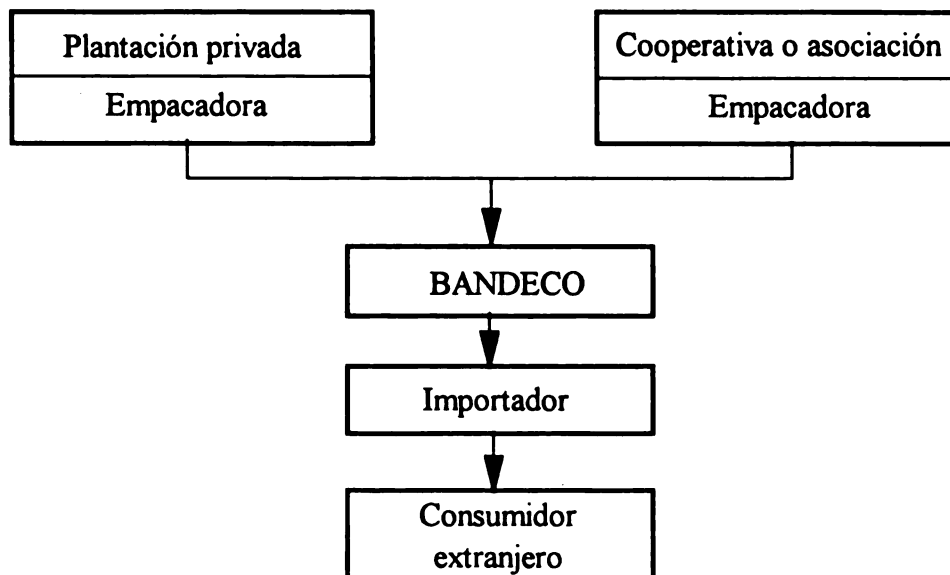 Plantación privada
Empacadora
Cooperativa o asociación
Empacadora
BANDECO
Importador
Consumidor
extranjero